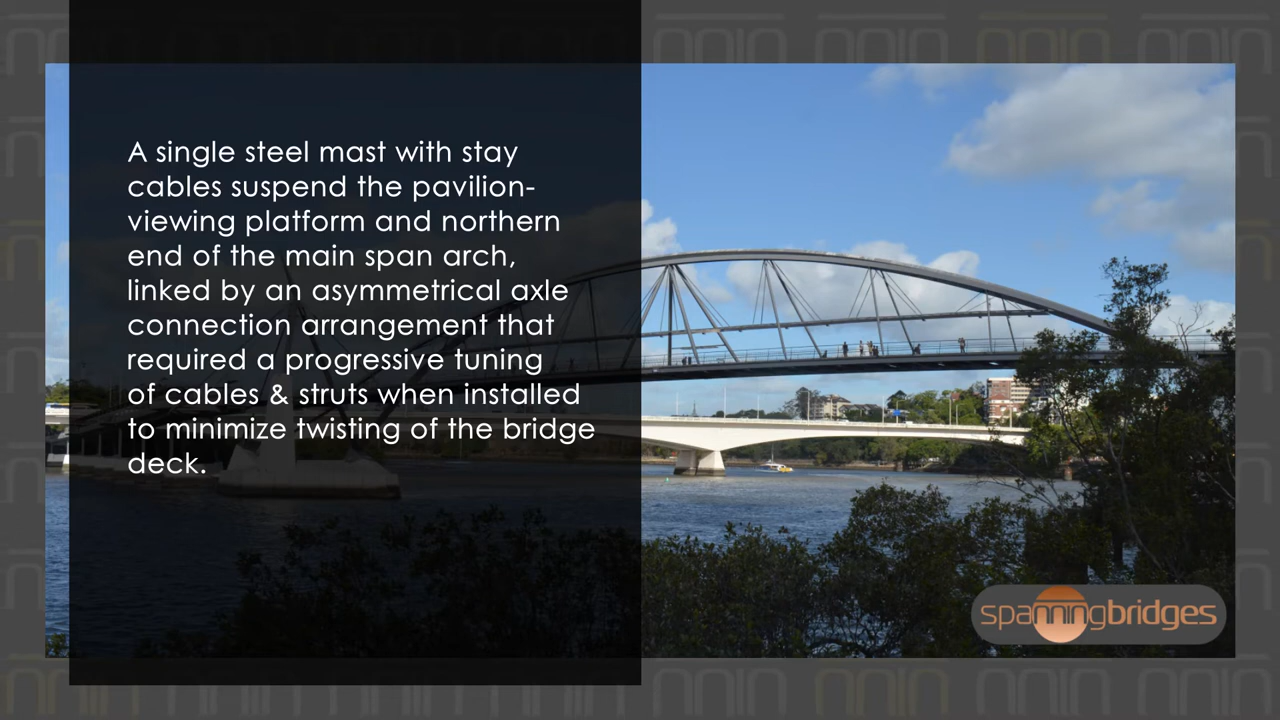 A single steel mast with stay
cables suspend the pavilion-
viewing platform and northern
end of the main span arch,
linked by an asymmetrical axle
connection arrangement that
required a progressive tuning
of cables & struts when installed
to minimize twisting of the bridge
deck.
spanningbridges